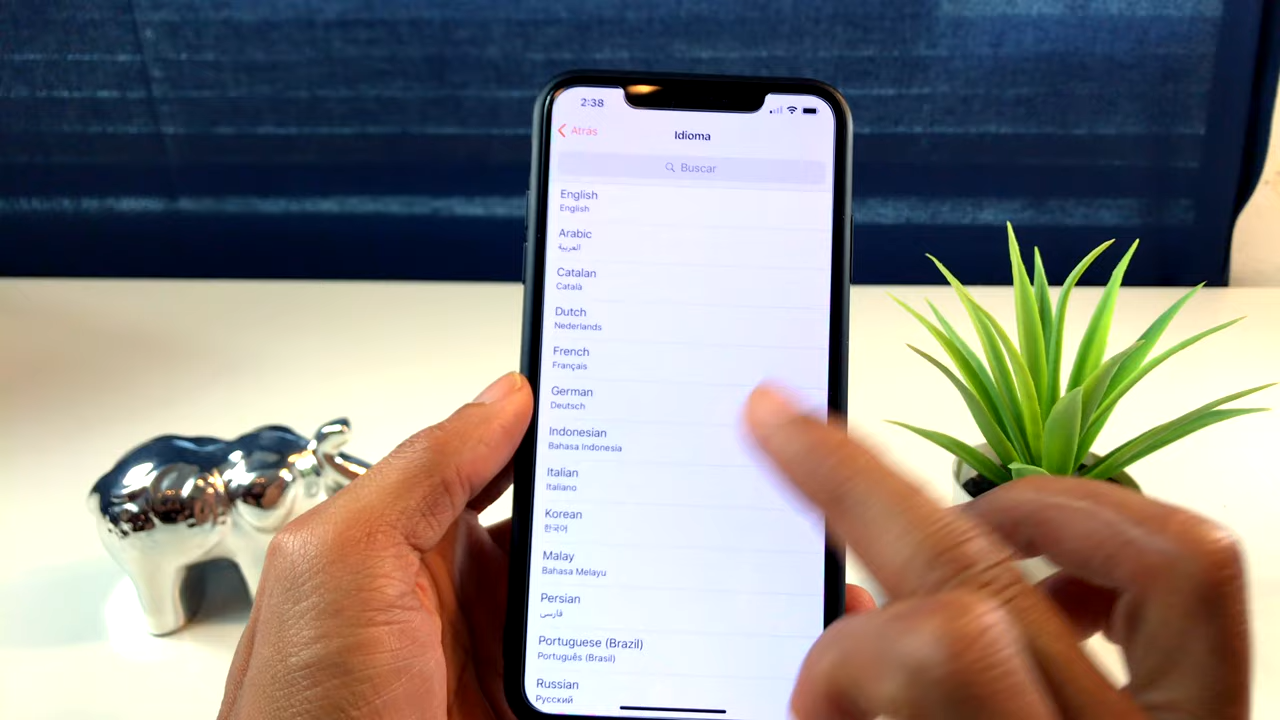 2:38
Atrás
Idioma
Buscar
English
English
Arabic
العربية
Catalan
Català
Dutch
Nederlands
French
Français
German
Deutsch
Indonesian
Bahasa Indonesia
Italian
Italiano
Korean
한국어
Malay
Bahasa Melayu
Persian
فارسی
Portuguese (Brazil)
Português (Brasil)
Russian
Русский